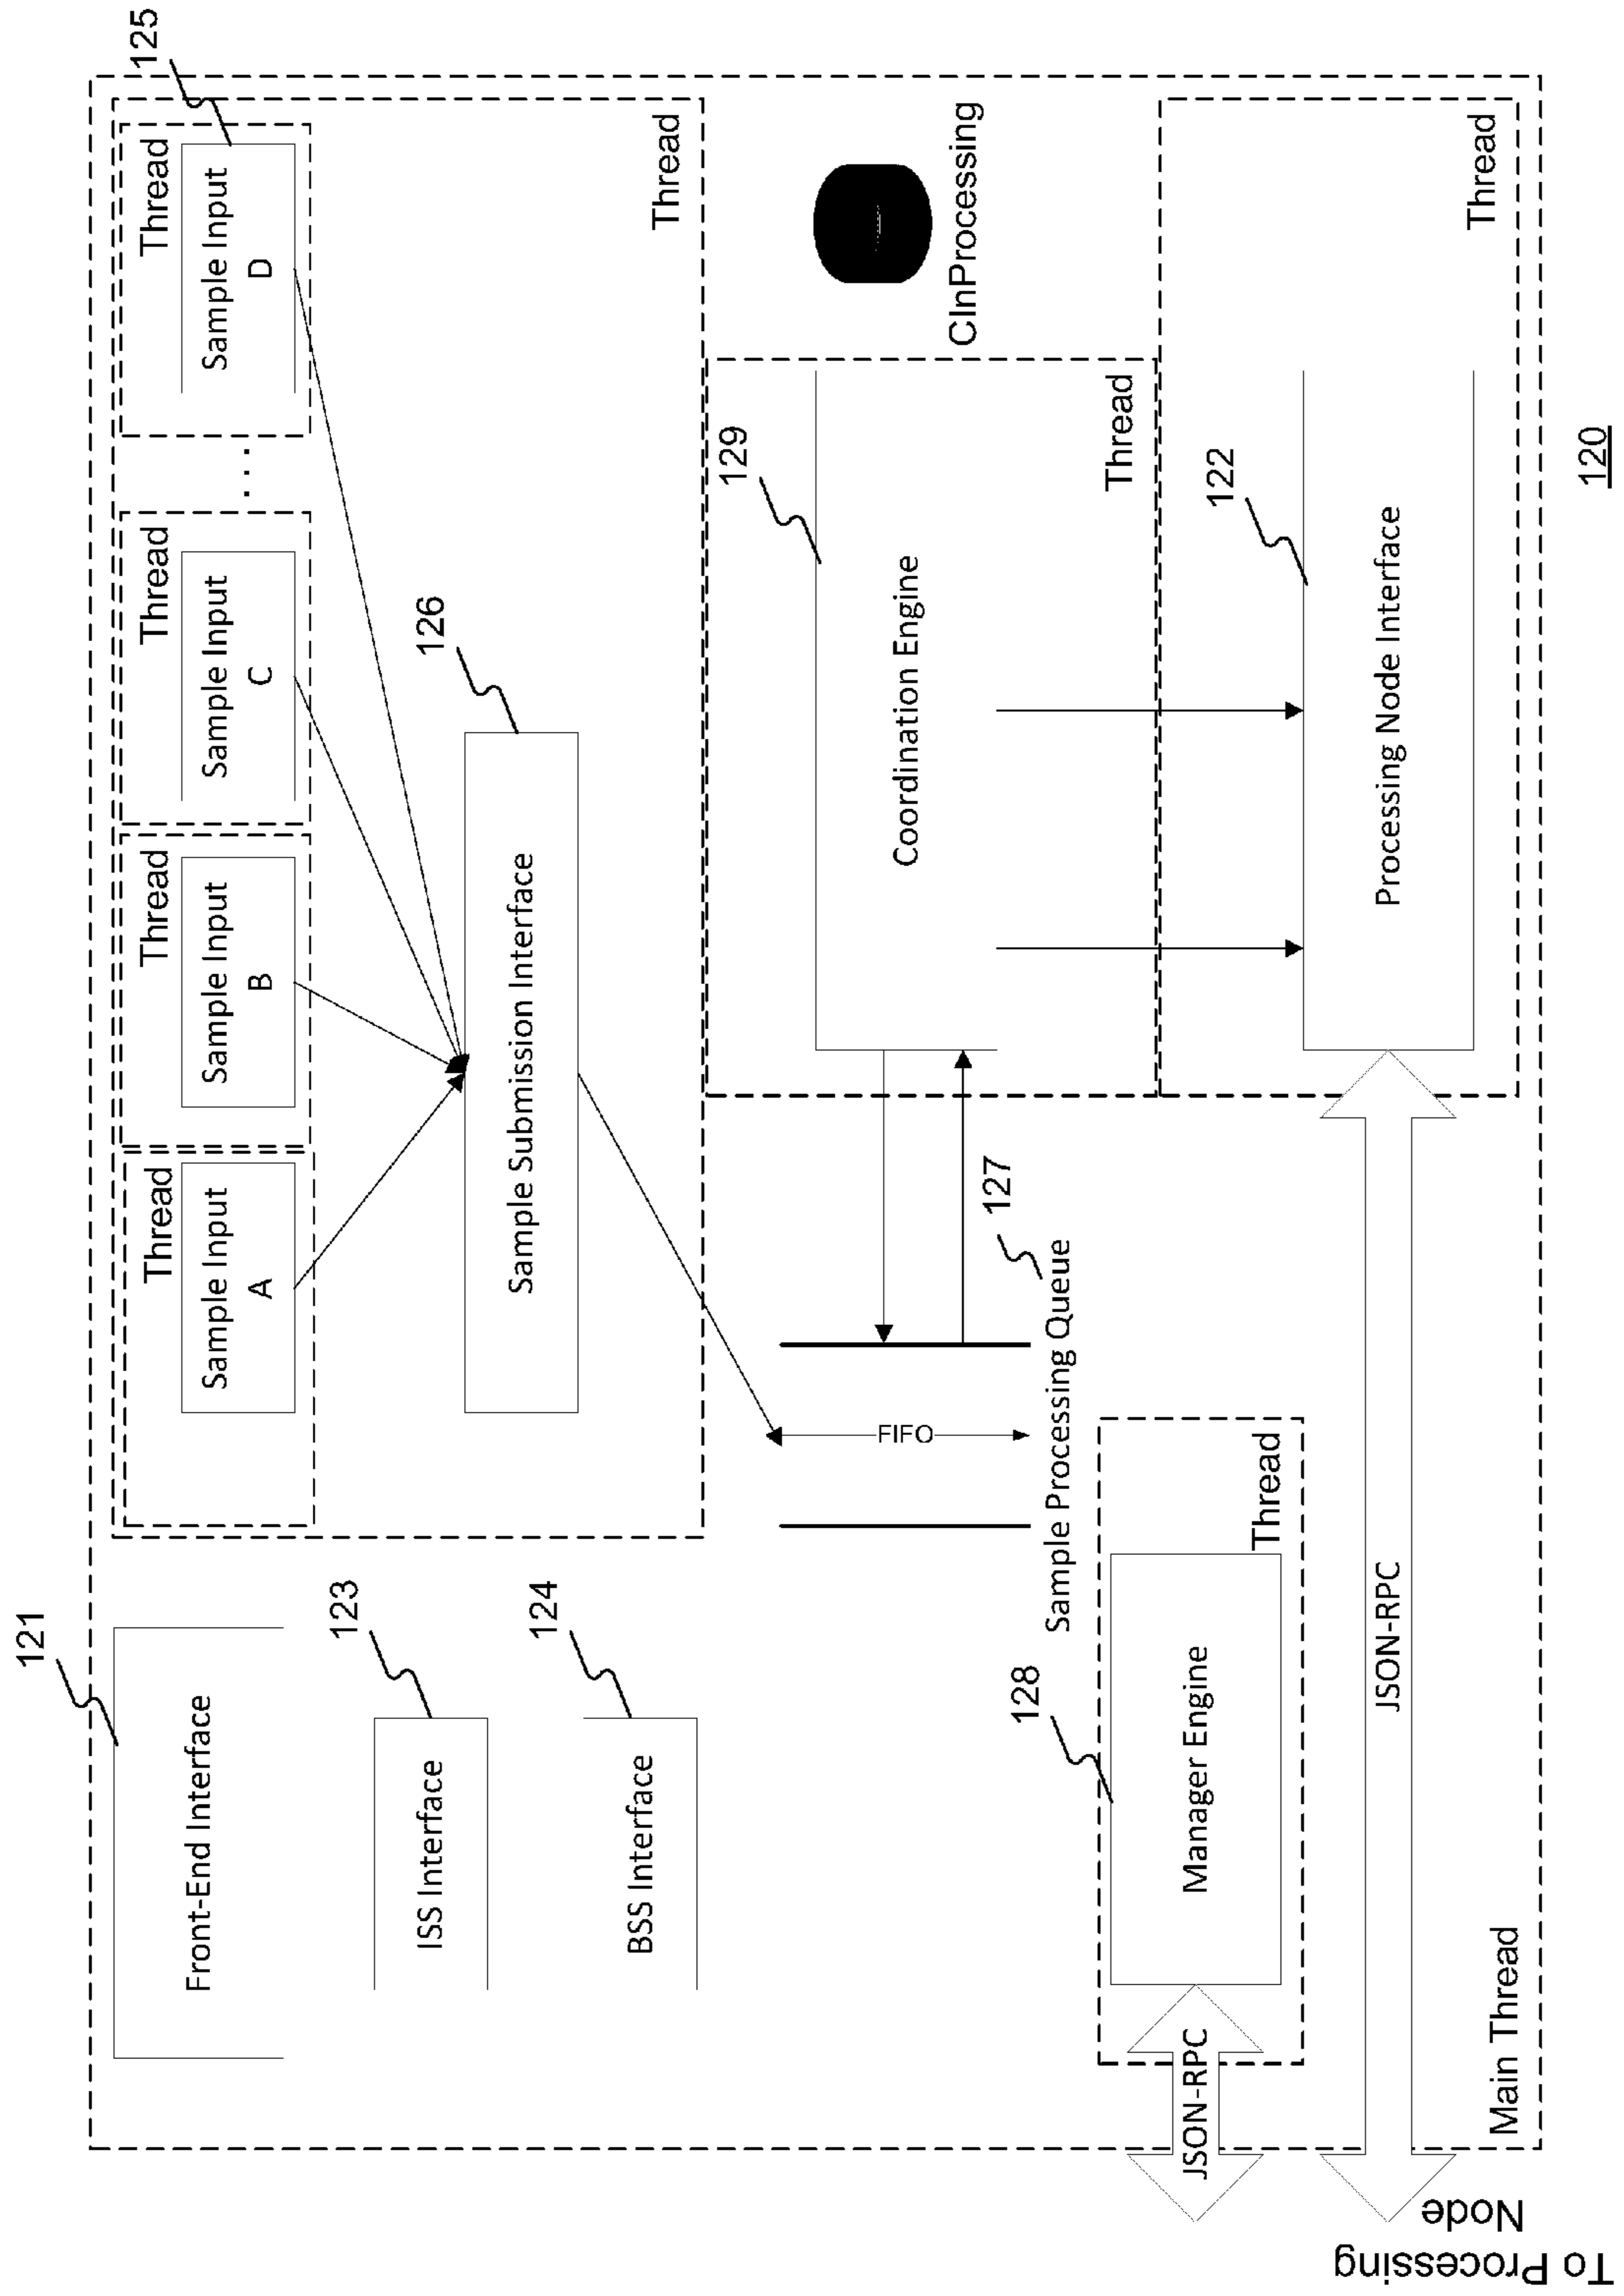 121
Front-End Interface
123
ISS Interface
124
BSS Interface
Thread
Sample Input
A
Thread
Sample Input
B
Thread
Sample Input
C
...
Thread
Sample Input
D
125
126
Sample Submission Interface
Thread
FIFO
127
Sample Processing Queue
129
Coordination Engine
Thread
CInProcessing
128
Manager Engine
Thread
JSON-RPC
122
Processing Node Interface
Thread
JSON-RPC
Main Thread
To Processing
Node
120